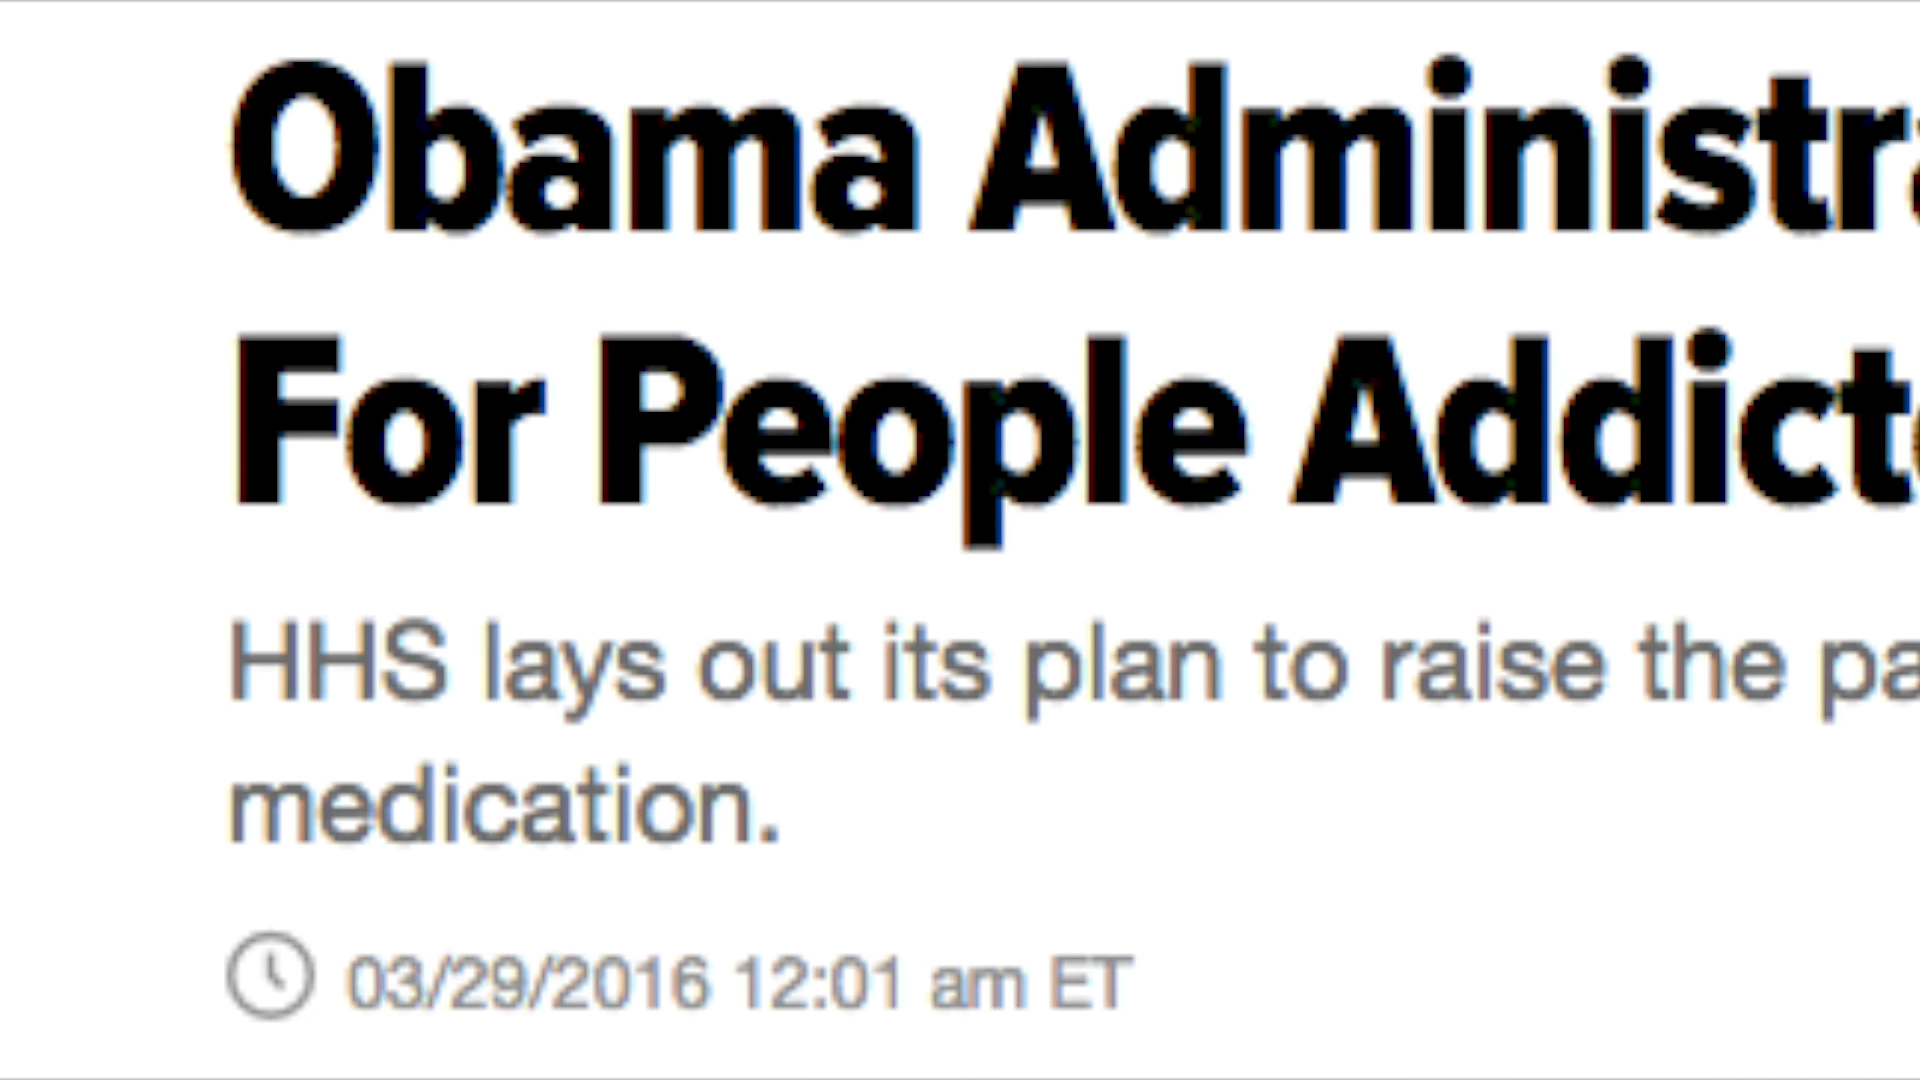 Obama Administra
For People Addict
HHS lays out its plan to raise the pa
medication.
03/29/2016 12:01 am ET